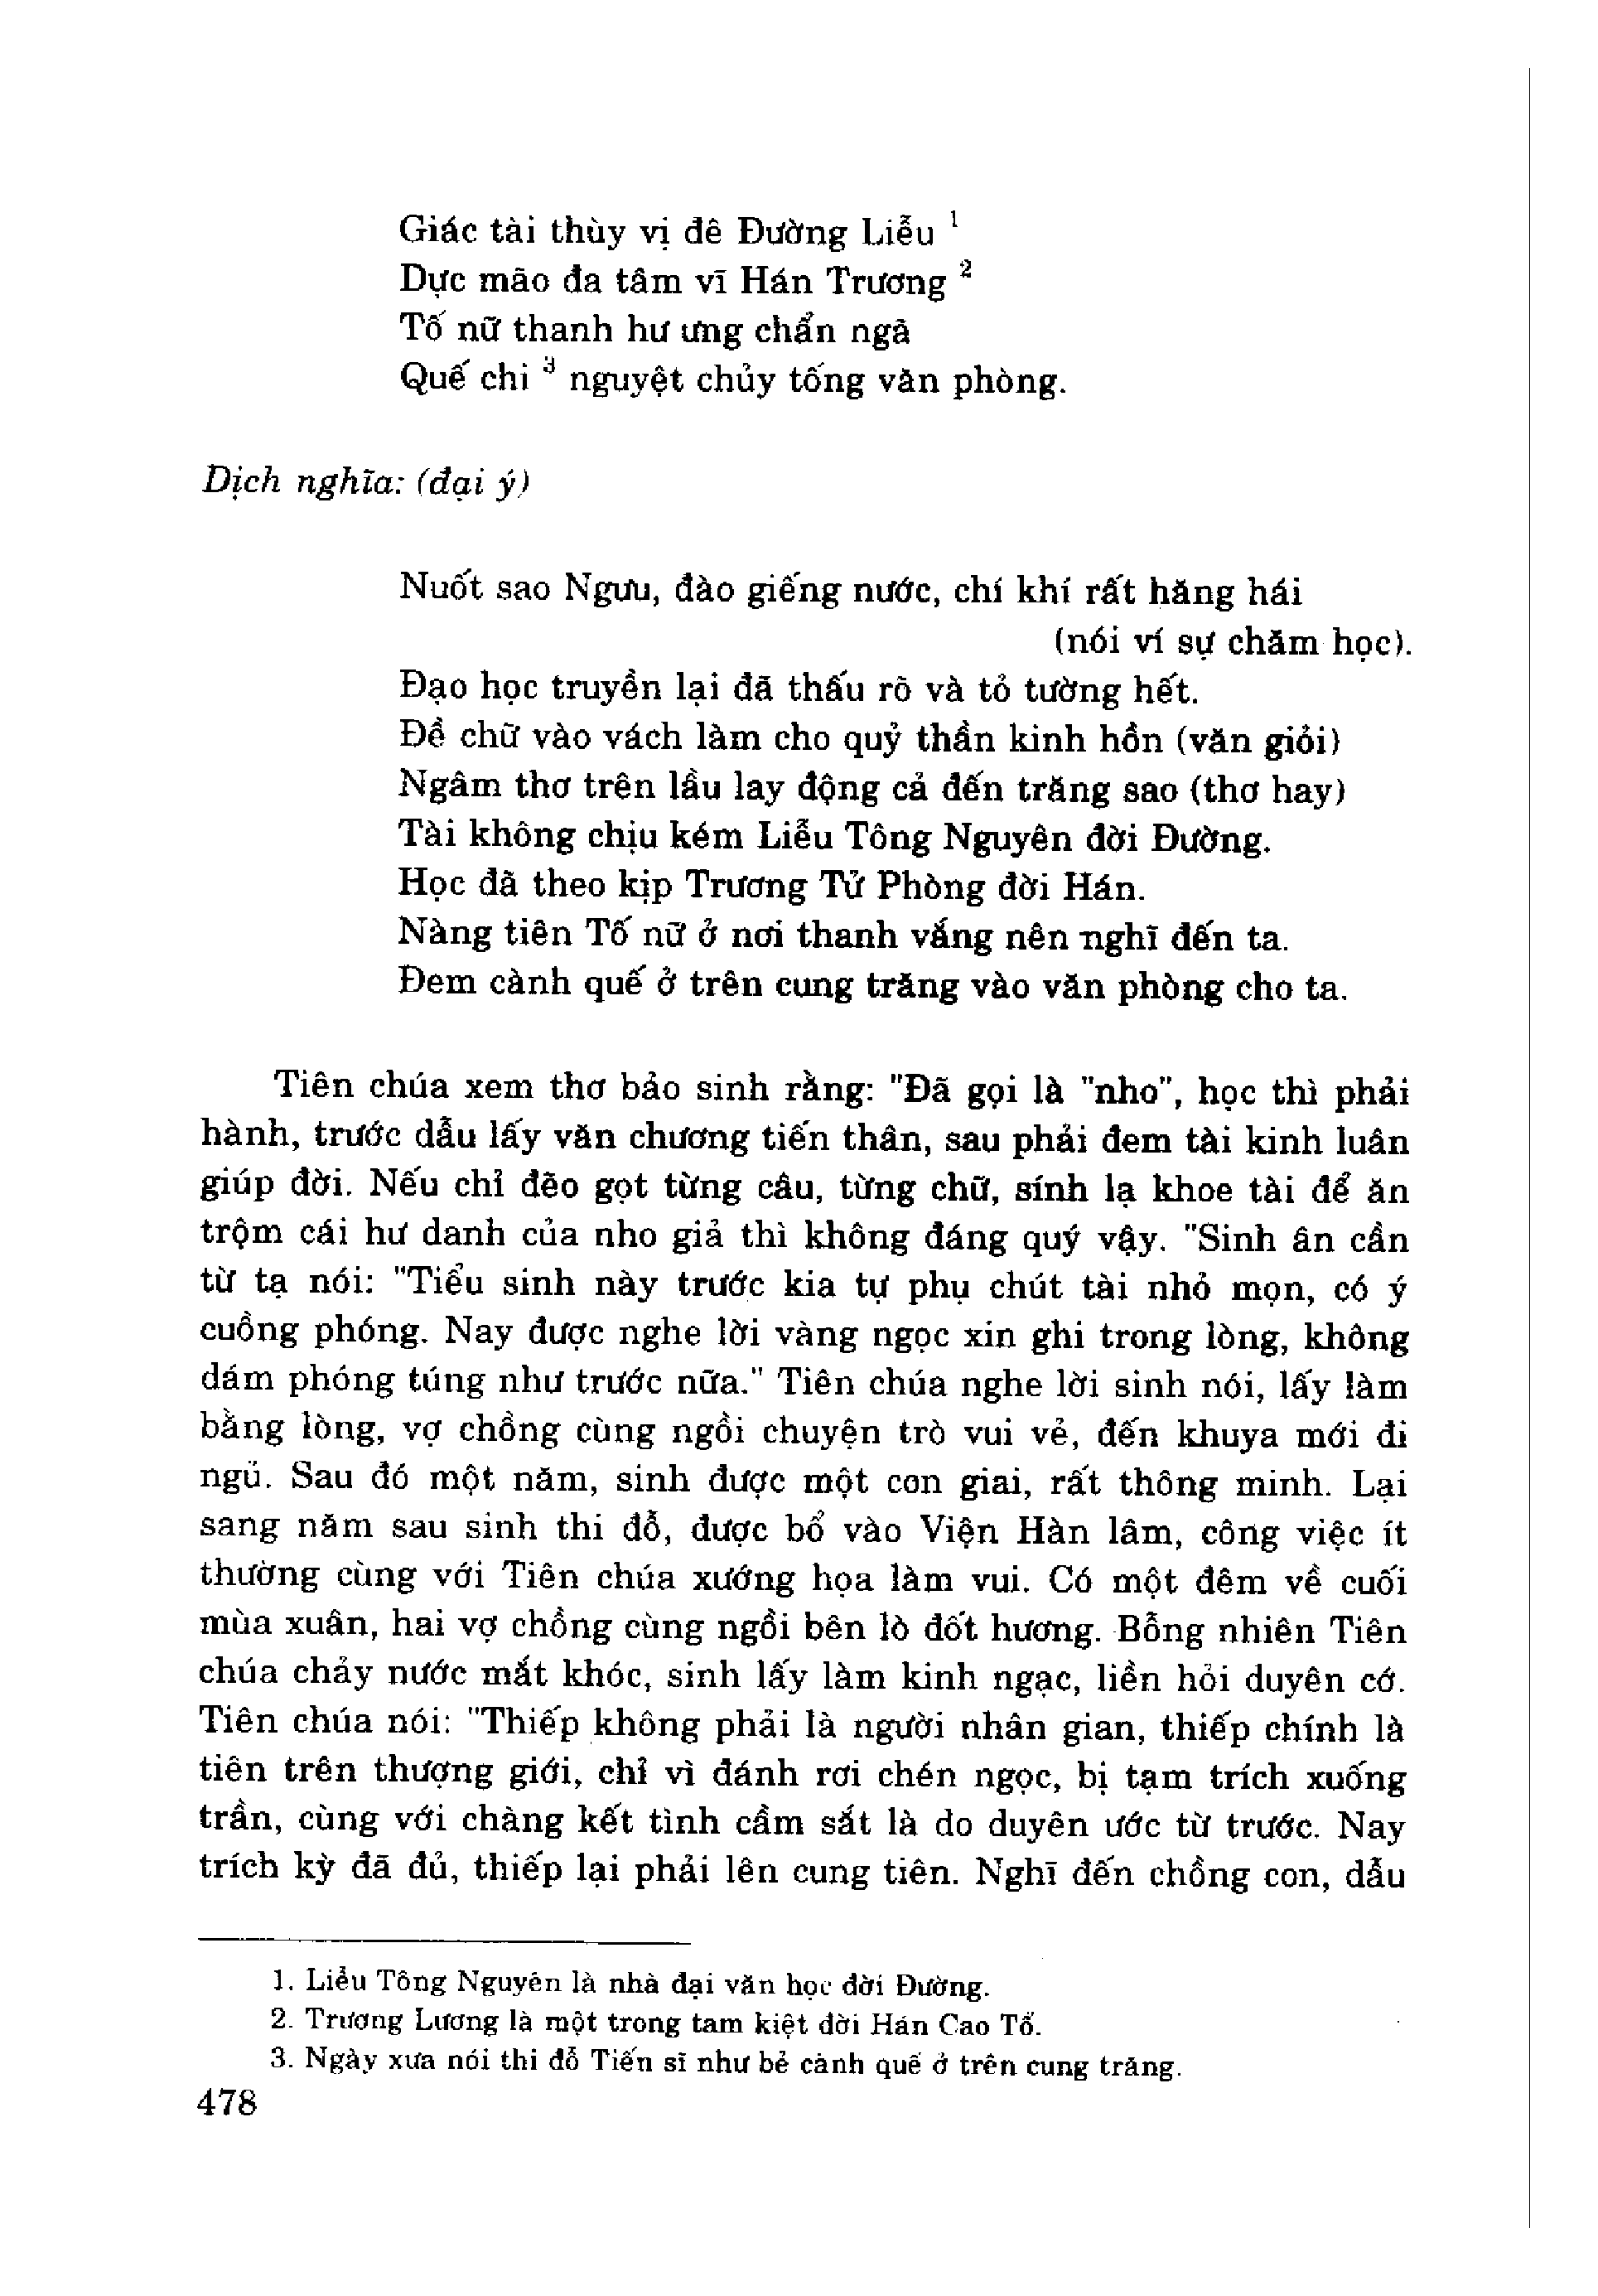 Giác tài thùy vị đê Đường Liễu ¹
Dực mão đa tâm vĩ Hán Trương ²
Tố nữ thanh hư ưng chẩn ngã
Quế chi ³ nguyệt chủy tống văn phòng.
Dịch nghĩa: (đại ý)
Nuốt sao Ngưu, đào giếng nước, chí khí rất hăng hái
(nói ví sự chăm học).
Đạo học truyền lại đã thấu rõ và tỏ tường hết.
Đề chữ vào vách làm cho quỷ thần kinh hồn (văn giỏi)
Ngâm thơ trên lầu lay động cả đến trăng sao (thơ hay)
Tài không chịu kém Liễu Tông Nguyên đời Đường.
Học đã theo kịp Trương Tử Phòng đời Hán.
Nàng tiên Tố nữ ở nơi thanh vắng nên nghĩ đến ta.
Đem cành quế ở trên cung trăng vào văn phòng cho ta.
Tiên chúa xem thơ bảo sinh rằng: "Đã gọi là "nho", học thì phải
hành, trước dẫu lấy văn chương tiến thân, sau phải đem tài kinh luân
giúp đời. Nếu chỉ đẽo gọt từng câu, từng chữ, sính lạ khoe tài để ăn
trộm cái hư danh của nho giả thì không đáng quý vậy. "Sinh ân cần
từ tạ nói: "Tiểu sinh này trước kia tự phụ chút tài nhỏ mọn, có ý
cuồng phóng. Nay được nghe lời vàng ngọc xin ghi trong lòng, không
dám phóng túng như trước nữa." Tiên chúa nghe lời sinh nói, lấy làm
bằng lòng, vợ chồng cùng ngồi chuyện trò vui vẻ, đến khuya mới đi
ngủ. Sau đó một năm, sinh được một con giai, rất thông minh. Lại
sang năm sau sinh thi đỗ, được bổ vào Viện Hàn lâm, công việc ít
thường cùng với Tiên chúa xướng họa làm vui. Có một đêm về cuối
mùa xuân, hai vợ chồng cùng ngồi bên lò đốt hương. Bỗng nhiên Tiên
chúa chảy nước mắt khóc, sinh lấy làm kinh ngạc, liền hỏi duyên cớ.
Tiên chúa nói: "Thiếp không phải là người nhân gian, thiếp chính là
tiên trên thượng giới, chỉ vì đánh rơi chén ngọc, bị tạm trích xuống
trần, cùng với chàng kết tình cầm sắt là do duyên ước từ trước. Nay
trích kỳ đã đủ, thiếp lại phải lên cung tiên. Nghĩ đến chồng con, dẫu
1. Liễu Tông Nguyên là nhà đại văn học đời Đường.
2. Trương Lương là một trong tam kiệt đời Hán Cao Tổ.
3. Ngày xưa nói thi đỗ Tiến sĩ như bẻ cành quế ở trên cung trăng.
478